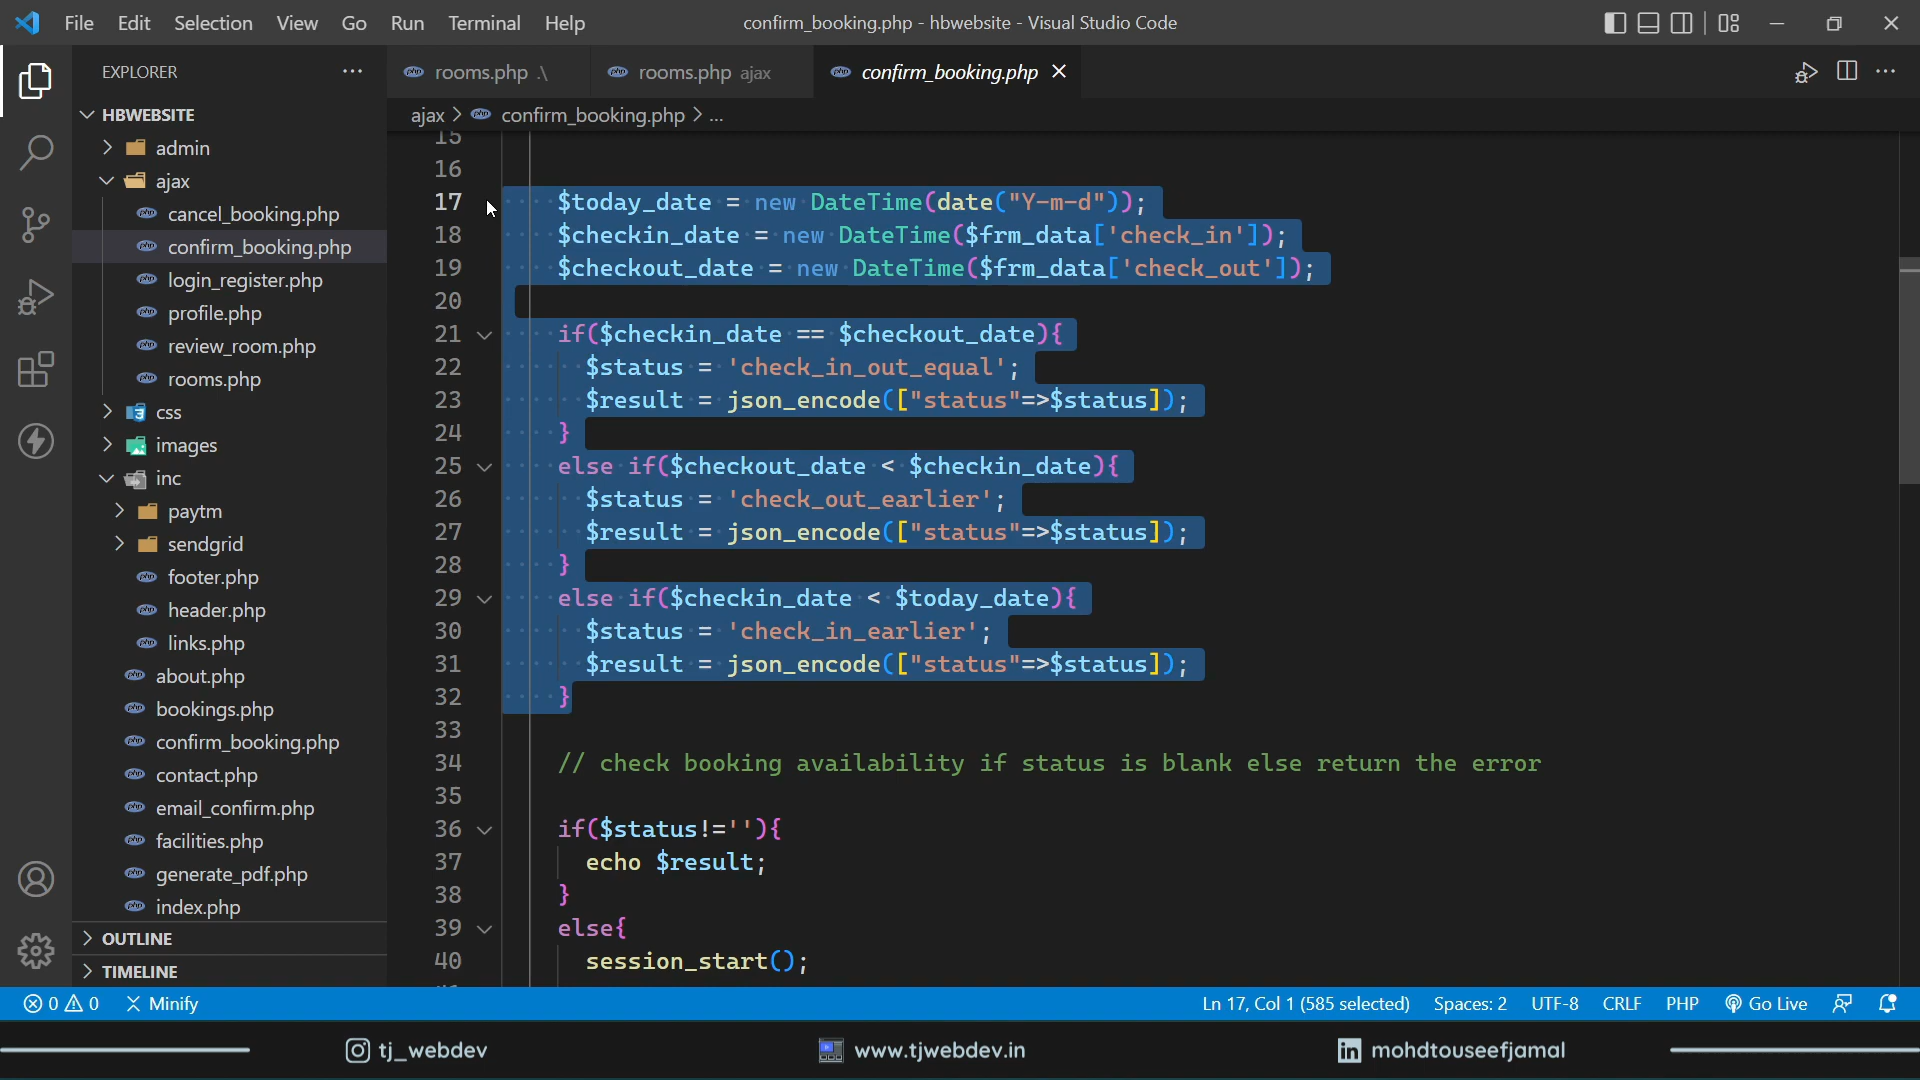 File Edit Selection View Go Run Terminal Help
confirm_booking.php - hbwebsite - Visual Studio Code
EXPLORER
HBWEBSITE
admin
ajax
cancel_booking.php
confirm_booking.php
login_register.php
profile.php
review_room.php
rooms.php
css
images
inc
paytm
sendgrid
footer.php
header.php
links.php
about.php
bookings.php
confirm_booking.php
contact.php
email_confirm.php
facilities.php
generate_pdf.php
index.php
OUTLINE
TIMELINE
rooms.php .\
rooms.php ajax
confirm_booking.php
ajax > confirm_booking.php > ...
15
16
17 $today_date = new DateTime(date("Y-m-d"));
18 $checkin_date = new DateTime($frm_data['check_in']);
19 $checkout_date = new DateTime($frm_data['check_out']);
20
21 if($checkin_date == $checkout_date){
22 $status = 'check_in_out_equal';
23 $result = json_encode(["status"=>$status]);
24 }
25 else if($checkout_date < $checkin_date){
26 $status = 'check_out_earlier';
27 $result = json_encode(["status"=>$status]);
28 }
29 else if($checkin_date < $today_date){
30 $status = 'check_in_earlier';
31 $result = json_encode(["status"=>$status]);
32 }
33
34 // check booking availability if status is blank else return the error
35
36 if($status!=''){
37 echo $result;
38 }
39 else{
40 session_start();
0 0 Minify
Ln 17, Col 1 (585 selected) Spaces: 2 UTF-8 CRLF PHP Go Live
tj_webdev
www.tjwebdev.in
mohdtouseefjamal